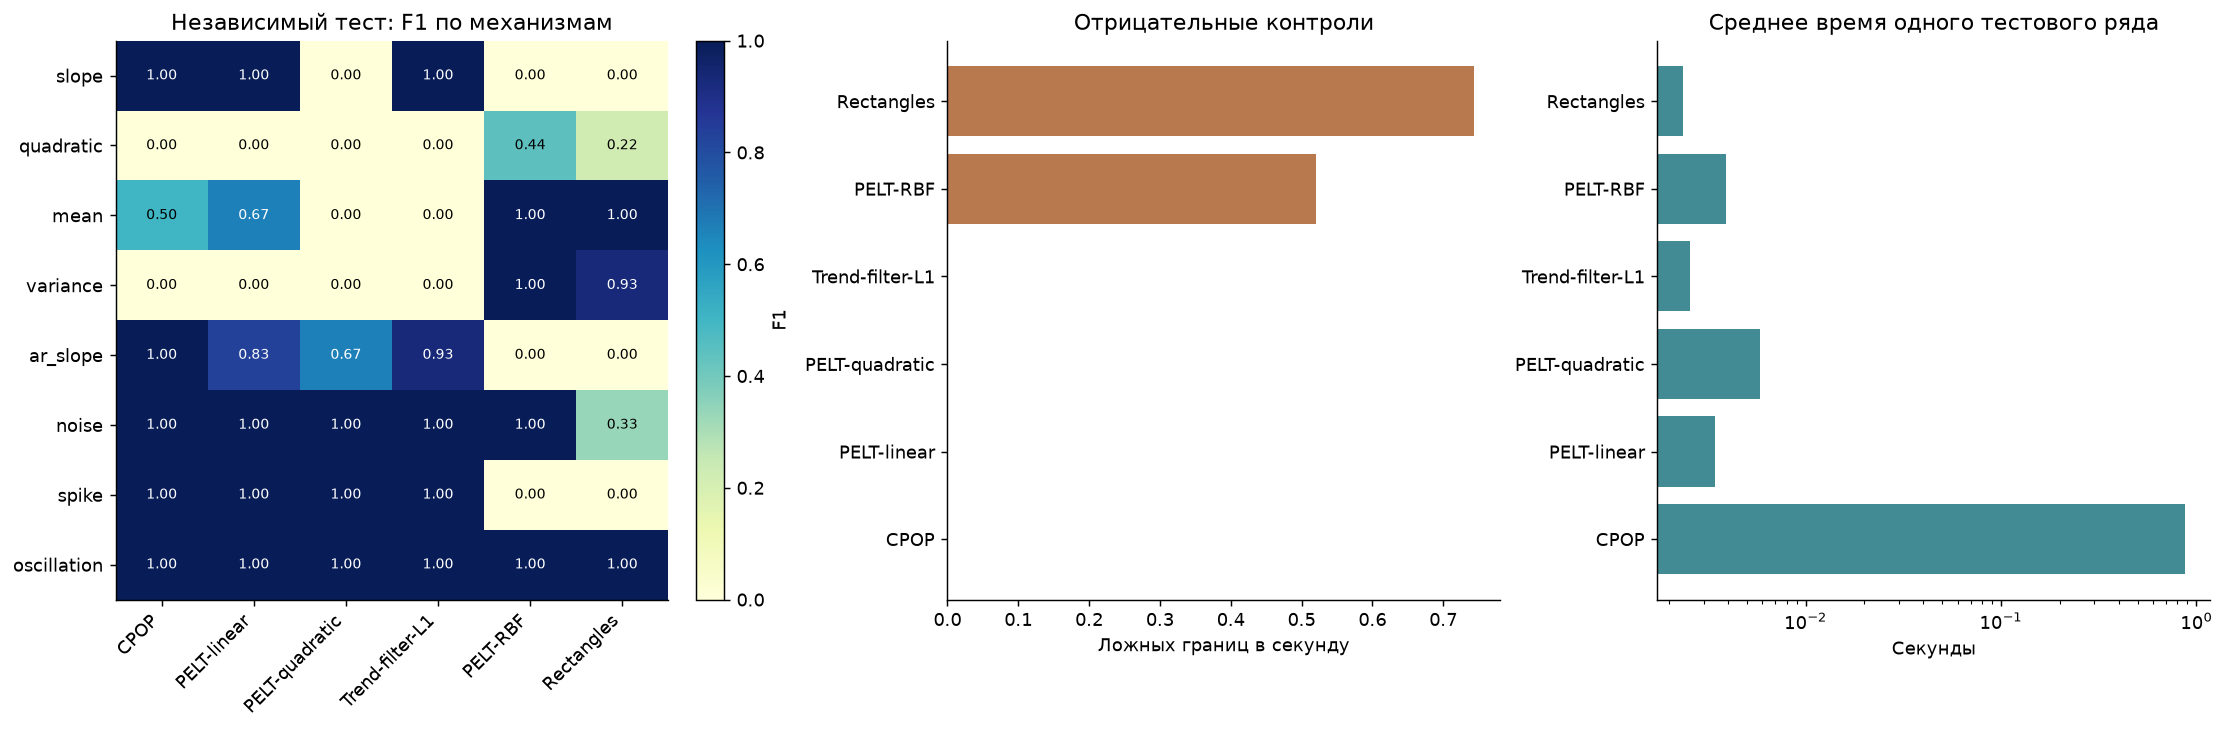 Независимый тест: F1 по механизмам
slope 1.00 1.00 0.00 1.00 0.00 0.00
quadratic 0.00 0.00 0.00 0.00 0.44 0.22
mean 0.50 0.67 0.00 0.00 1.00 1.00
variance 0.00 0.00 0.00 0.00 1.00 0.93
ar_slope 1.00 0.83 0.67 0.93 0.00 0.00
noise 1.00 1.00 1.00 1.00 1.00 0.33
spike 1.00 1.00 1.00 1.00 0.00 0.00
oscillation 1.00 1.00 1.00 1.00 1.00 1.00
CPOP
PELT-linear
PELT-quadratic
Trend-filter-L1
PELT-RBF
Rectangles
1.0
0.8
0.6
0.4
0.2
0.0
F1
Отрицательные контроли
Rectangles
PELT-RBF
Trend-filter-L1
PELT-quadratic
PELT-linear
CPOP
0.0 0.1 0.2 0.3 0.4 0.5 0.6 0.7
Ложных границ в секунду
Среднее время одного тестового ряда
Rectangles
PELT-RBF
Trend-filter-L1
PELT-quadratic
PELT-linear
CPOP
10⁻² 10⁻¹ 10⁰
Секунды